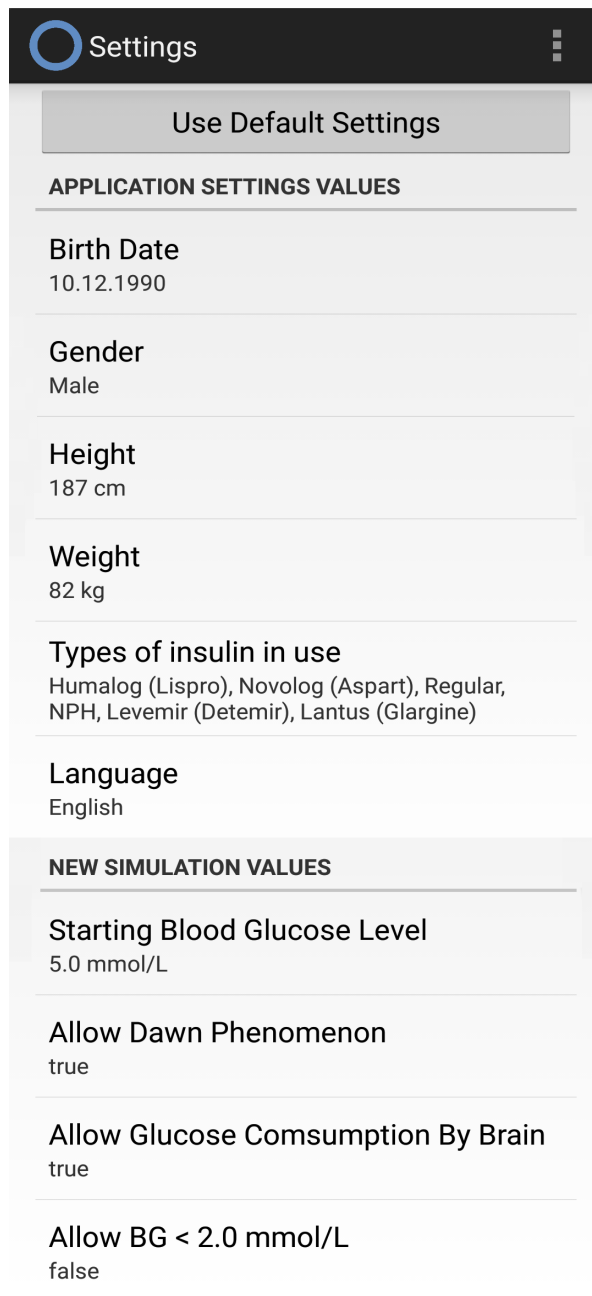 Settings
Use Default Settings
APPLICATION SETTINGS VALUES
Birth Date
10.12.1990
Gender
Male
Height
187 cm
Weight
82 kg
Types of insulin in use
Humalog (Lispro), Novolog (Aspart), Regular,
NPH, Levemir (Detemir), Lantus (Glargine)
Language
English
NEW SIMULATION VALUES
Starting Blood Glucose Level
5.0 mmol/L
Allow Dawn Phenomenon
true
Allow Glucose Comsumption By Brain
true
Allow BG < 2.0 mmol/L
false